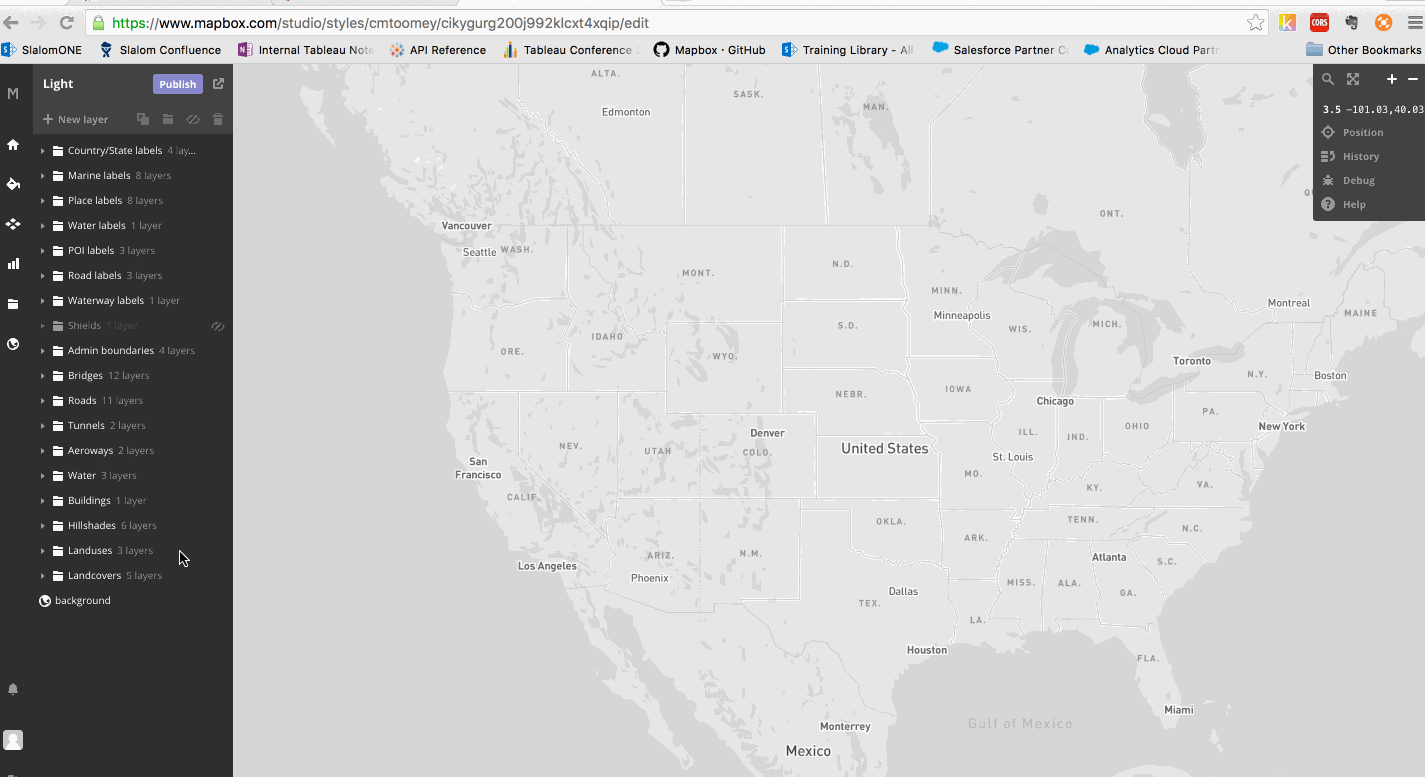 https://www.mapbox.com/studio/styles/cmtoomey/cikygurg200j992klcxt4xqip/edit
SlalomONE Slalom Confluence Internal Tableau Note API Reference Tableau Conference Mapbox · GitHub Training Library - All Salesforce Partner Co Analytics Cloud Partn Other Bookmarks
CORS
M
Light
Publish
+ New layer
Country/State labels 4 lay...
Marine labels 8 layers
Place labels 8 layers
Water labels 1 layer
POI labels 3 layers
Road labels 3 layers
Waterway labels 1 layer
Shields 1 layer
Admin boundaries 4 layers
Bridges 12 layers
Roads 11 layers
Tunnels 2 layers
Aeroways 2 layers
Water 3 layers
Buildings 1 layer
Hillshades 6 layers
Landuses 3 layers
Landcovers 5 layers
background
3.5 -101.03,40.03
Position
History
Debug
Help
ALTA.
SASK.
MAN.
Edmonton
ONT.
Vancouver
Seattle
WASH.
MONT.
N.D.
MINN.
Minneapolis
Montreal
MAINE
ORE.
IDAHO
WYO.
S.D.
WIS.
MICH.
Toronto
N.Y.
Boston
NEBR.
IOWA
Chicago
PA.
New York
Denver
NEV.
UTAH
COLO.
United States
ILL.
IND.
OHIO
St. Louis
San
Francisco
CALIF.
MO.
KY.
VA.
OKLA.
TENN.
N.C.
ARK.
Los Angeles
ARIZ.
N.M.
Atlanta
S.C.
Phoenix
Dallas
TEX.
MISS.
ALA.
GA.
LA.
Houston
FLA.
Miami
Gulf of Mexico
Monterrey
Mexico